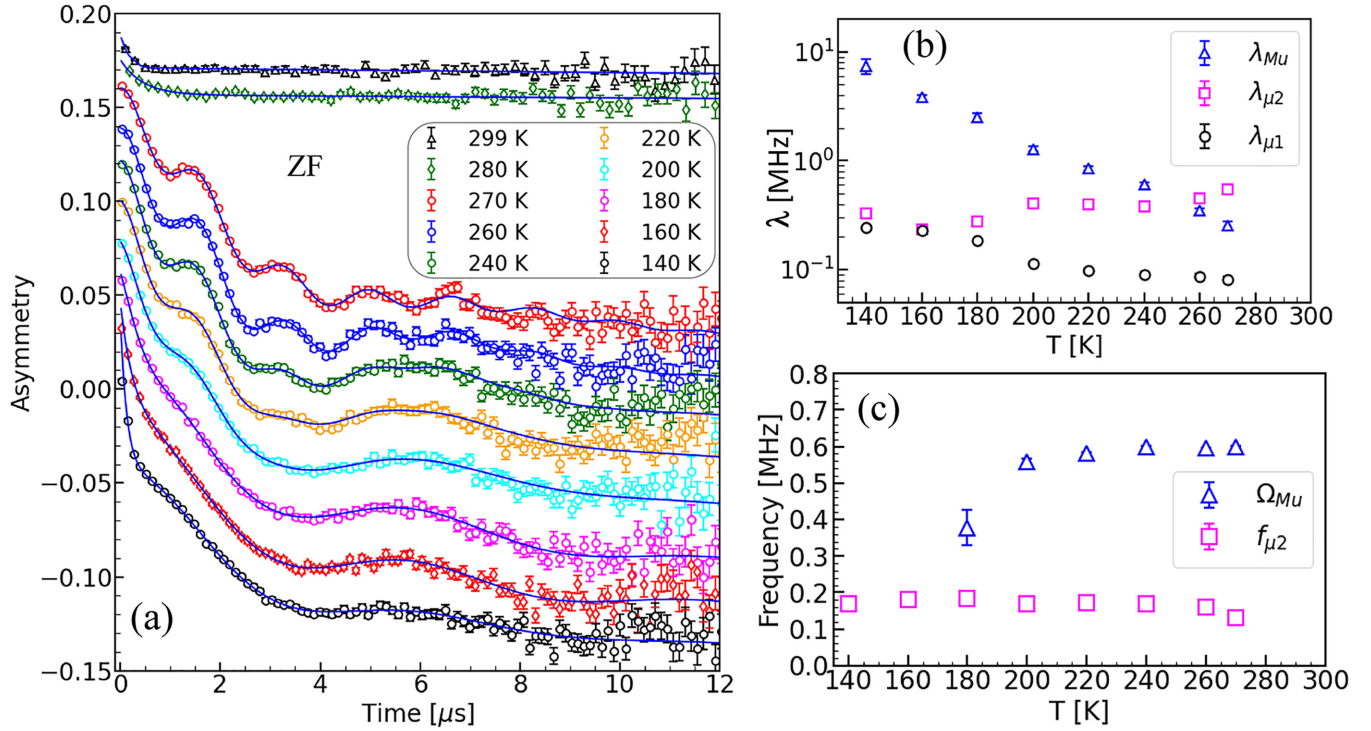 0.20
0.15
0.10
0.05
0.00
−0.05
−0.10
−0.15
Asymmetry
0 2 4 6 8 10 12
Time [μs]
ZF
(a)
299 K 220 K
280 K 200 K
270 K 180 K
260 K 160 K
240 K 140 K
(b)
λMu
λμ2
λμ1
10¹
10⁰
10⁻¹
λ [MHz]
140 160 180 200 220 240 260 280 300
T [K]
(c)
ΩMu
fμ2
0.8
0.7
0.6
0.5
0.4
0.3
0.2
0.1
0.0
Frequency [MHz]
140 160 180 200 220 240 260 280 300
T [K]